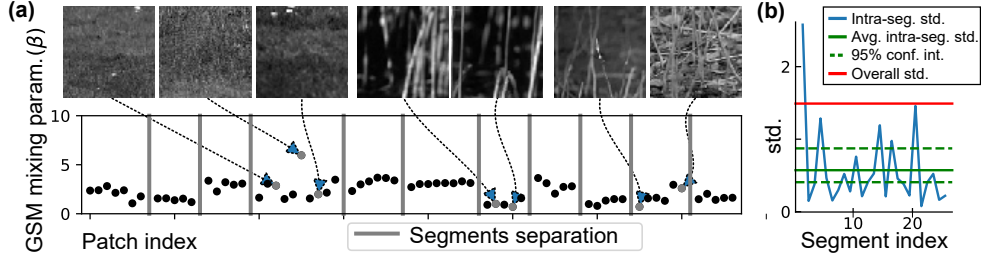 (a)
GSM mixing param.(β)
10
5
0
Patch index
Segments separation
(b)
Intra-seg. std.
Avg. intra-seg. std.
95% conf. int.
Overall std.
std.
2
0
10
20
Segment index